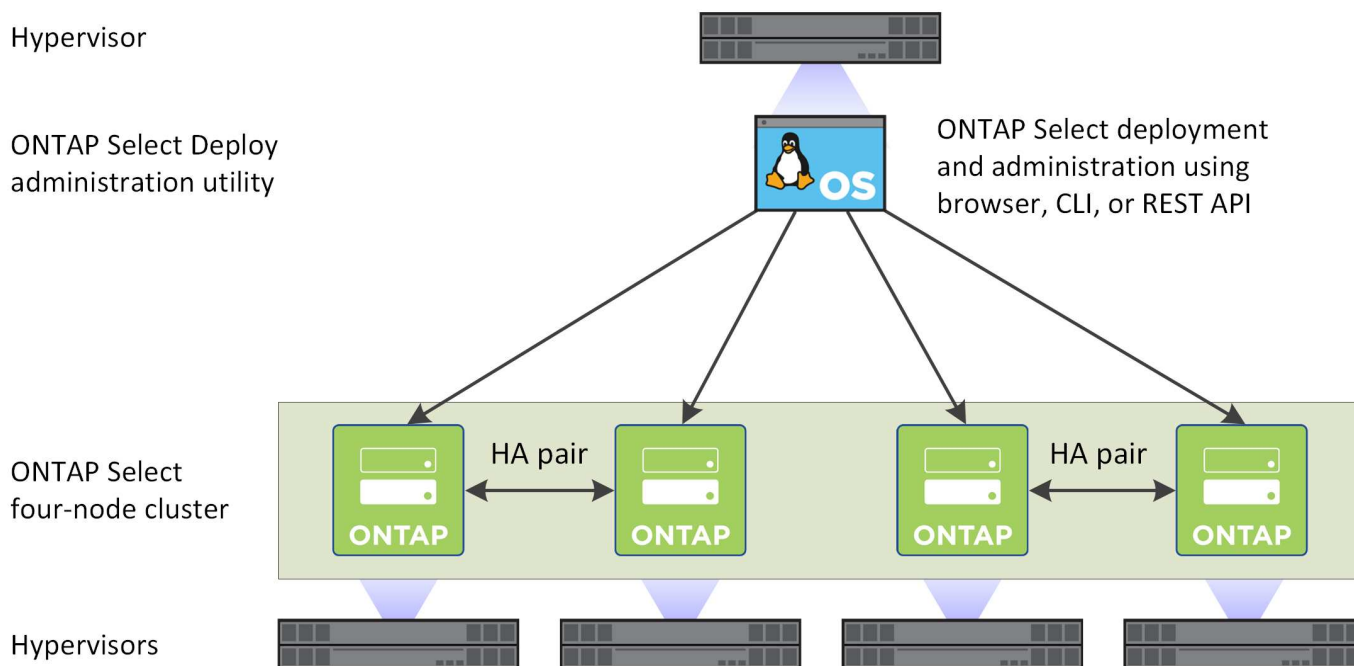 Hypervisor
ONTAP Select Deploy
administration utility
OS
ONTAP Select deployment
and administration using
browser, CLI, or REST API
ONTAP Select
four-node cluster
HA pair
HA pair
ONTAP
ONTAP
ONTAP
ONTAP
Hypervisors